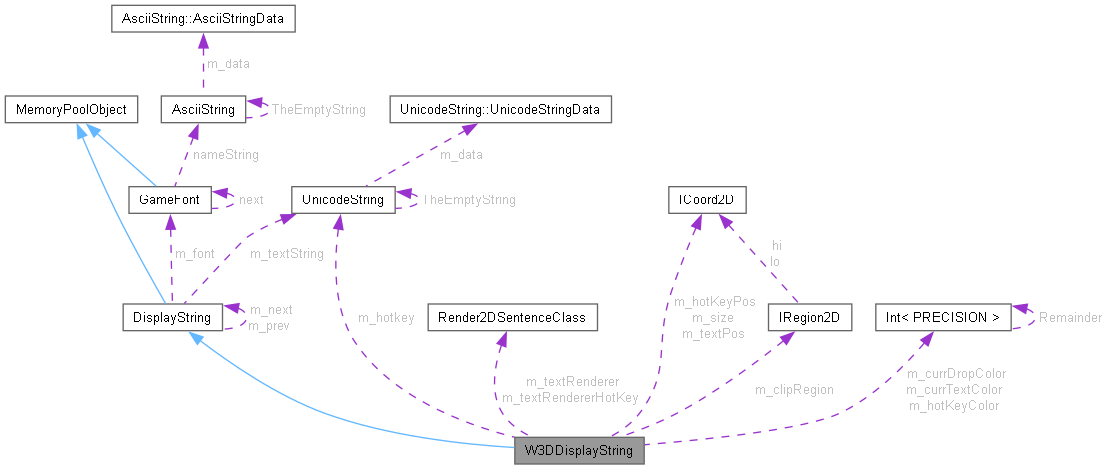 AsciiString::AsciiStringData
m_data
MemoryPoolObject
AsciiString
TheEmptyString
UnicodeString::UnicodeStringData
nameString
m_data
GameFont
next
UnicodeString
TheEmptyString
ICoord2D
m_font
m_textString
hi
lo
DisplayString
m_next
m_prev
m_hotkey
Render2DSentenceClass
m_hotKeyPos
m_size
m_textPos
IRegion2D
Int< PRECISION >
Remainder
m_textRenderer
m_textRendererHotKey
m_clipRegion
m_currDropColor
m_currTextColor
m_hotKeyColor
W3DDisplayString